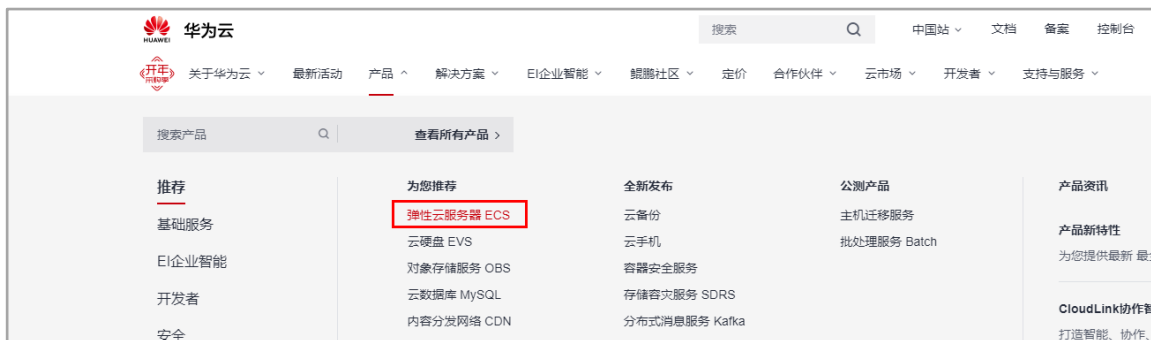 HUAWEI 华为云 搜索 中国站 文档 备案 控制台
开年采购季 关于华为云 最新活动 产品 解决方案 EI企业智能 鲲鹏社区 定价 合作伙伴 云市场 开发者 支持与服务
搜索产品 查看所有产品 >
推荐
基础服务
EI企业智能
开发者
安全
为您推荐
弹性云服务器 ECS
云硬盘 EVS
对象存储服务 OBS
云数据库 MySQL
内容分发网络 CDN
全新发布
云备份
云手机
容器安全服务
存储容灾服务 SDRS
分布式消息服务 Kafka
公测产品
主机迁移服务
批处理服务 Batch
产品资讯
产品新特性
为您提供最新 最
CloudLink协作智
打造智能、协作、